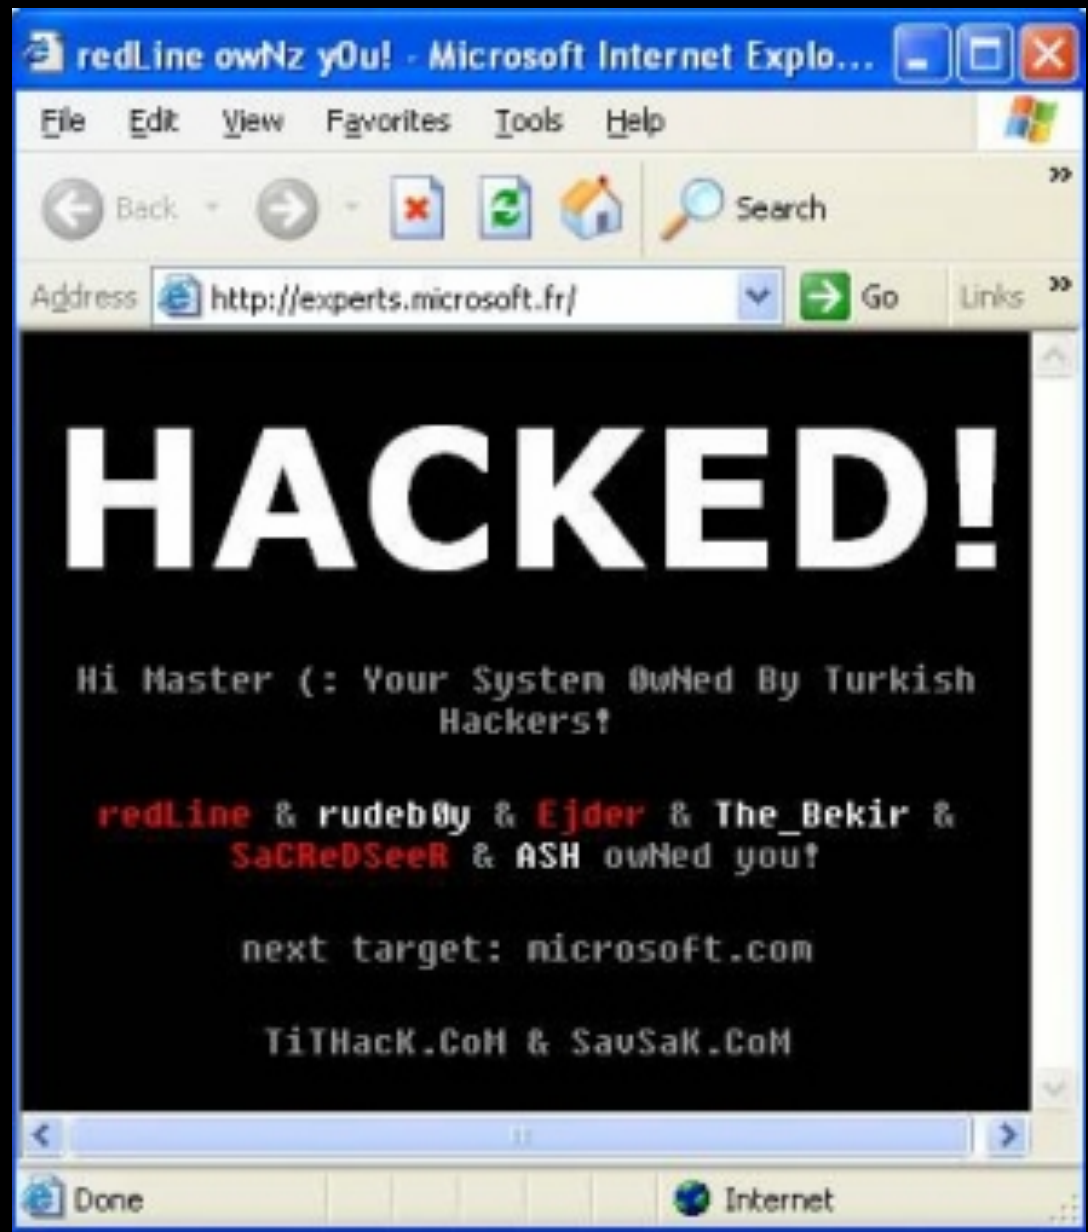 redLine owNz y0u! - Microsoft Internet Explo...
File Edit View Favorites Tools Help
Back Search
Address http://experts.microsoft.fr/ Go Links
HACKED!
Hi Master (: Your System 0wNed By Turkish
Hackers!
redLine & rudeb0y & Ejder & The_Bekir &
SaCReDSeeR & ASH owNed you!
next target: microsoft.com
TiTHacK.CoM & SavSaK.CoM
Done Internet